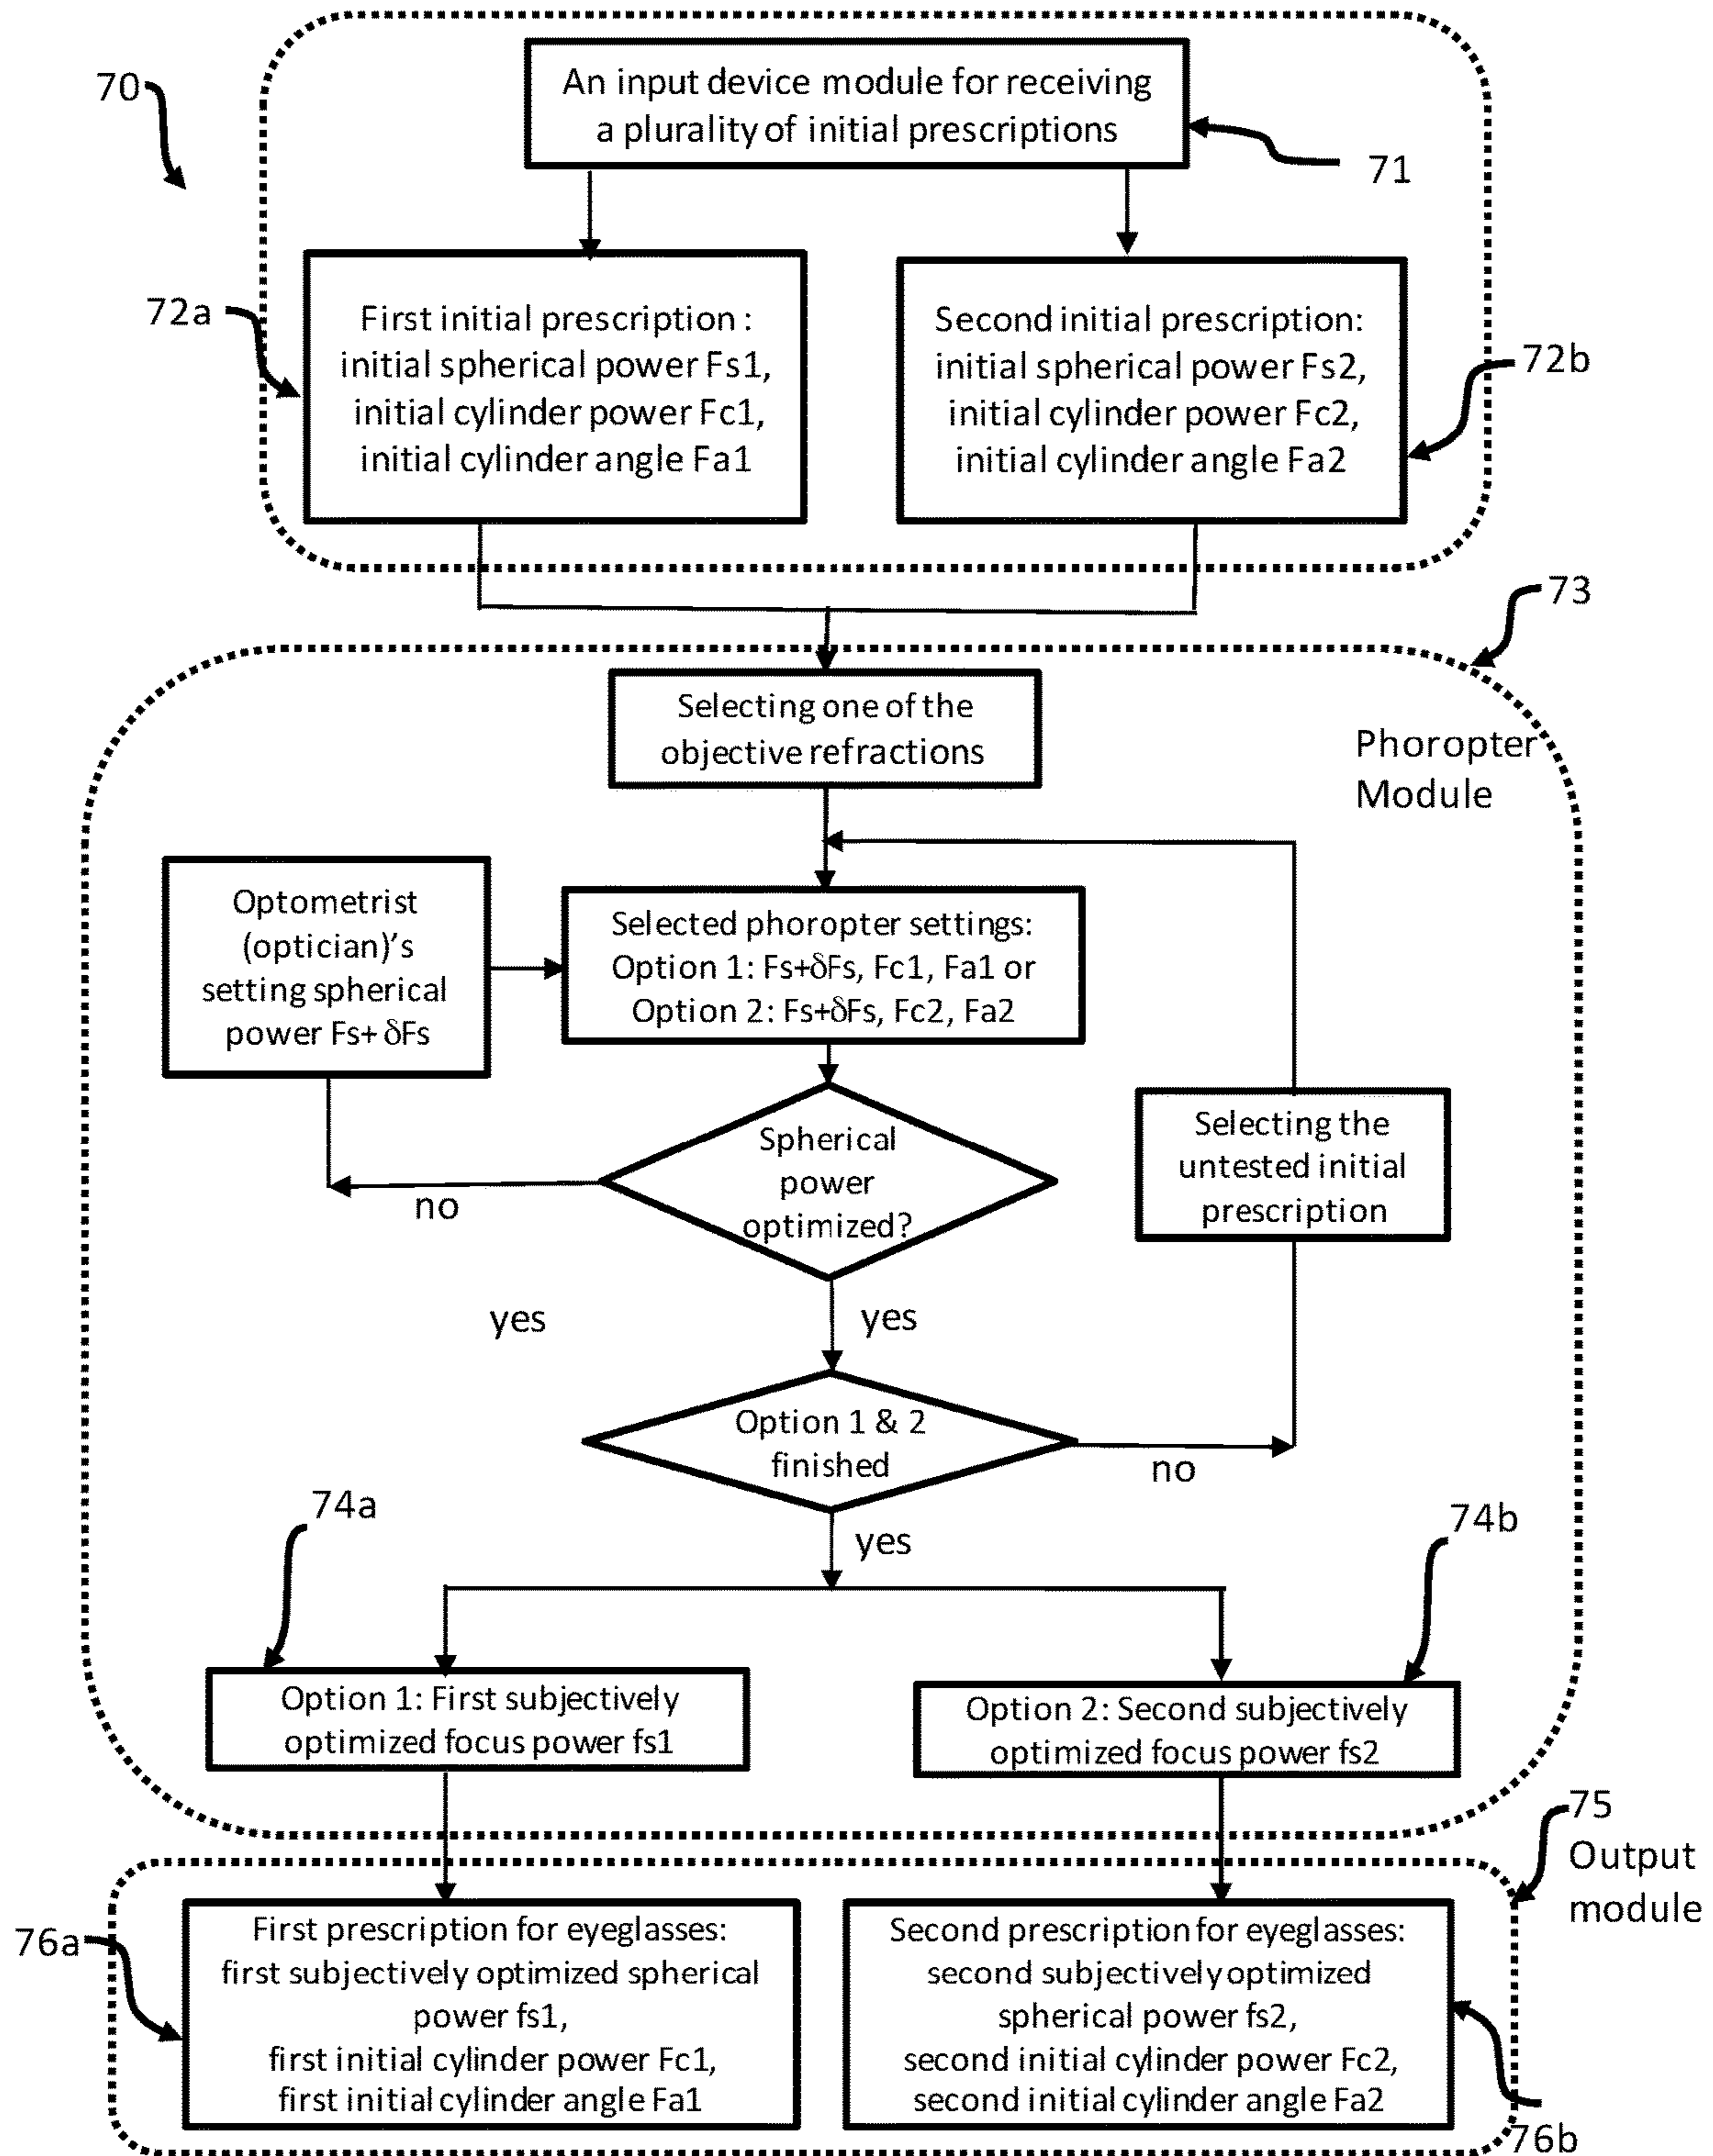 70
An input device module for receiving
a plurality of initial prescriptions
71
72a
First initial prescription :
initial spherical power Fs1,
initial cylinder power Fc1,
initial cylinder angle Fa1
Second initial prescription:
initial spherical power Fs2,
initial cylinder power Fc2,
initial cylinder angle Fa2
72b
73
Selecting one of the
objective refractions
Phoropter
Module
Optometrist
(optician)’s
setting spherical
power Fs+ δFs
Selected phoropter settings:
Option 1: Fs+δFs, Fc1, Fa1 or
Option 2: Fs+δFs, Fc2, Fa2
Spherical
power
optimized?
no
Selecting the
untested initial
prescription
yes
yes
Option 1 & 2
finished
no
yes
74a
74b
Option 1: First subjectively
optimized focus power fs1
Option 2: Second subjectively
optimized focus power fs2
75
Output
module
76a
First prescription for eyeglasses:
first subjectively optimized spherical
power fs1,
first initial cylinder power Fc1,
first initial cylinder angle Fa1
Second prescription for eyeglasses:
second subjectively optimized
spherical power fs2,
second initial cylinder power Fc2,
second initial cylinder angle Fa2
76b